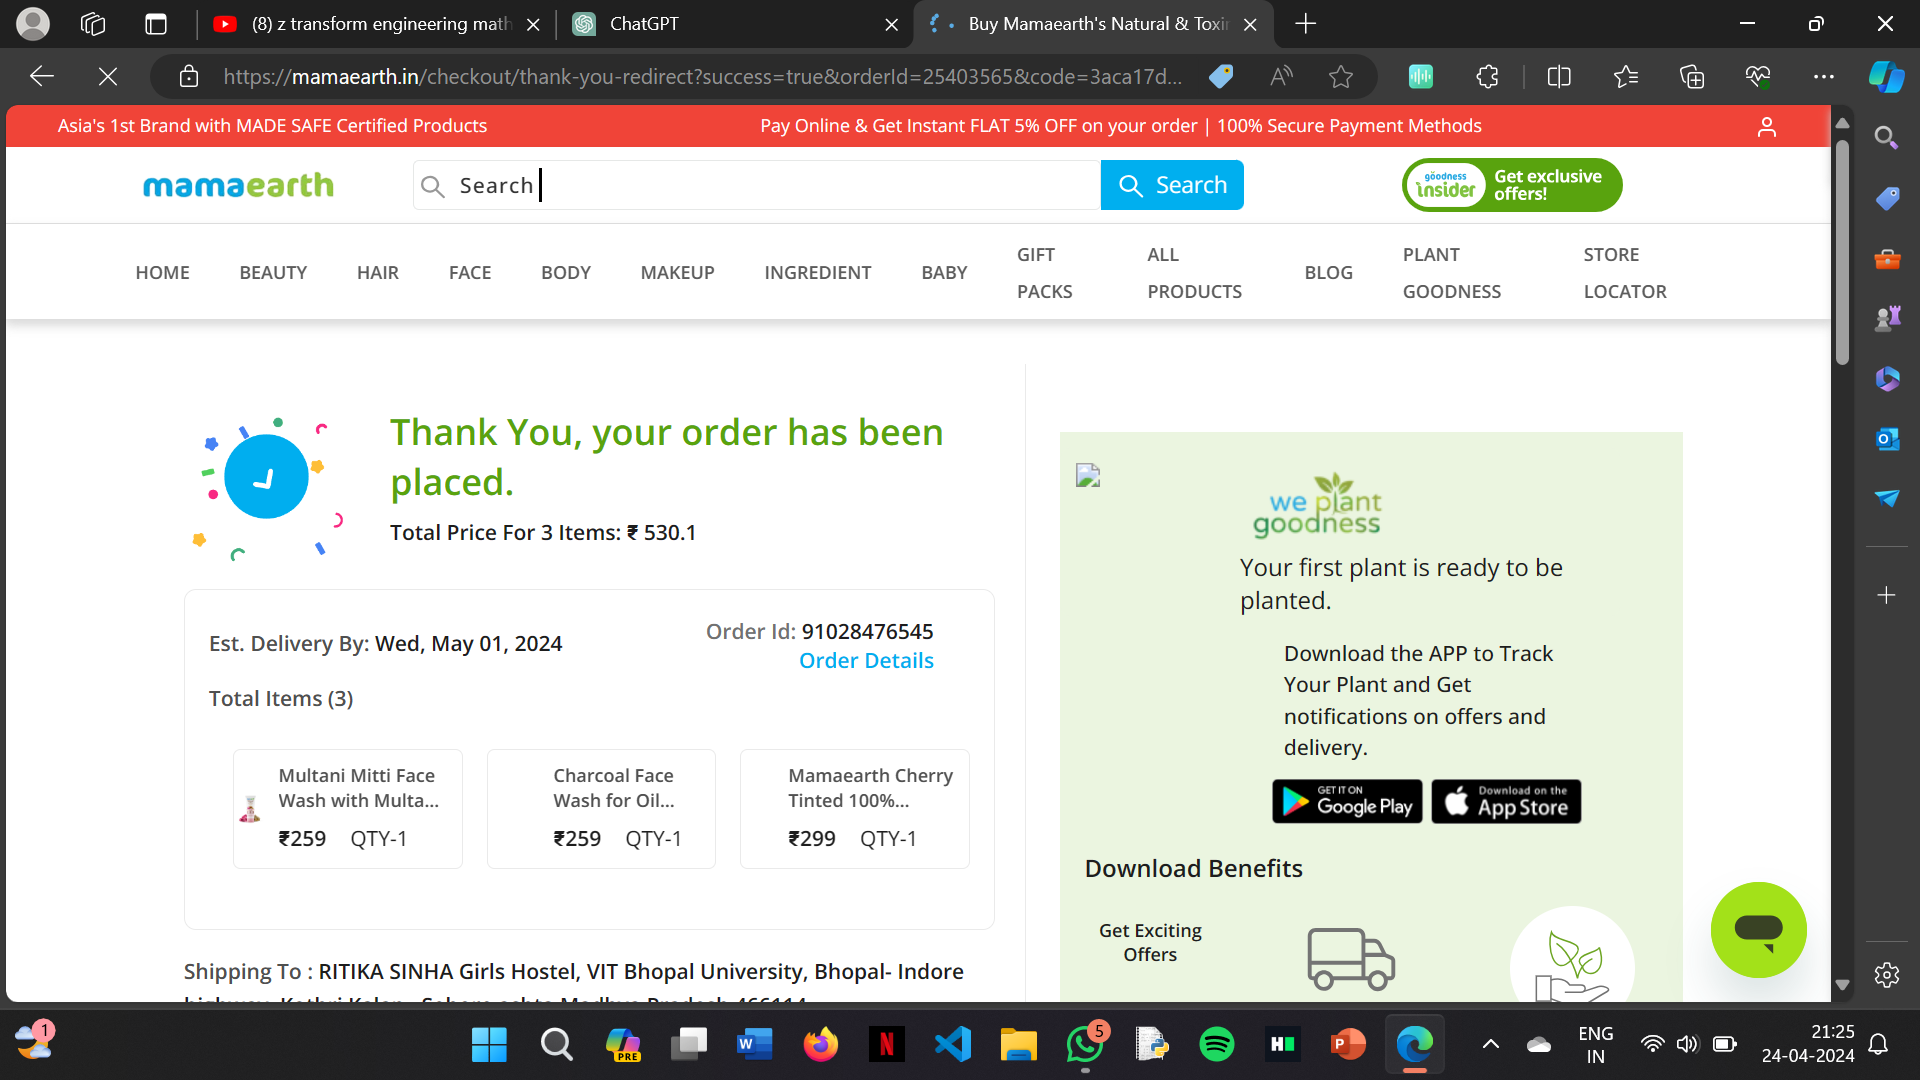 (8) z transform engineering math
ChatGPT
Buy Mamaearth's Natural & Toxin
https://mamaearth.in/checkout/thank-you-redirect?success=true&orderId=25403565&code=3aca17d...
Asia's 1st Brand with MADE SAFE Certified Products
Pay Online & Get Instant FLAT 5% OFF on your order | 100% Secure Payment Methods
mamaearth
Search
Search
goodness
insider
Get exclusive
offers!
HOME BEAUTY HAIR FACE BODY MAKEUP INGREDIENT BABY GIFT PACKS ALL PRODUCTS BLOG PLANT GOODNESS STORE LOCATOR
Thank You, your order has been
placed.
Total Price For 3 Items: ₹ 530.1
Est. Delivery By: Wed, May 01, 2024
Order Id: 91028476545
Order Details
Total Items (3)
Multani Mitti Face
Wash with Multa...
₹259 QTY-1
Charcoal Face
Wash for Oil...
₹259 QTY-1
Mamaearth Cherry
Tinted 100%...
₹299 QTY-1
Shipping To : RITIKA SINHA Girls Hostel, VIT Bhopal University, Bhopal- Indore
we plant
goodness
Your first plant is ready to be
planted.
Download the APP to Track
Your Plant and Get
notifications on offers and
delivery.
GET IT ON
Google Play
Download on the
App Store
Download Benefits
Get Exciting
Offers
1
PRE
5
ENG
IN
21:25
24-04-2024